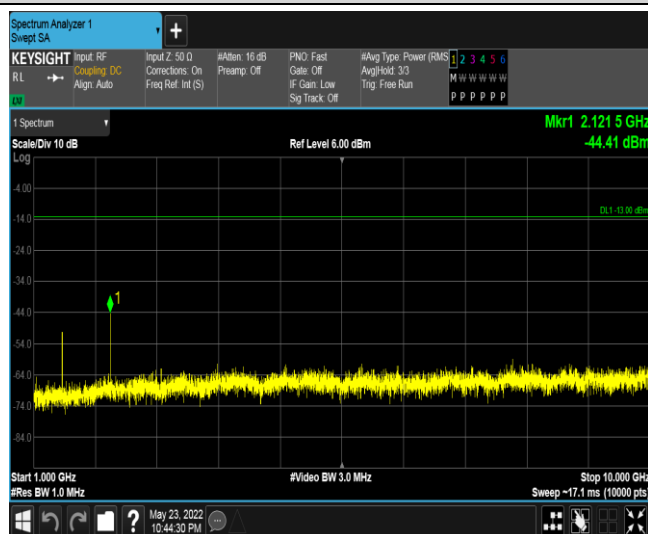 Spectrum Analyzer 1
Swept SA
+
KEYSIGHT
RL
LXI
Input: RF
Coupling: DC
Align: Auto
Input Z: 50 Ω
Corrections: On
Freq Ref: Int (S)
#Atten: 16 dB
Preamp: Off
PNO: Fast
Gate: Off
IF Gain: Low
Sig Track: Off
#Avg Type: Power (RMS
Avg|Hold: 3/3
Trig: Free Run
1 2 3 4 5 6
M W W W W W
P P P P P P
1 Spectrum
Mkr1 2.121 5 GHz
Scale/Div 10 dB
Ref Level 6.00 dBm
-44.41 dBm
Log
-4.00
DL1 -13.00 dBm
-14.0
-24.0
-34.0
1
-44.0
-54.0
-64.0
-74.0
-84.0
Start 1.000 GHz
#Video BW 3.0 MHz
Stop 10.000 GHz
#Res BW 1.0 MHz
Sweep ~17.1 ms (10000 pts)
?
May 23, 2022
10:44:30 PM